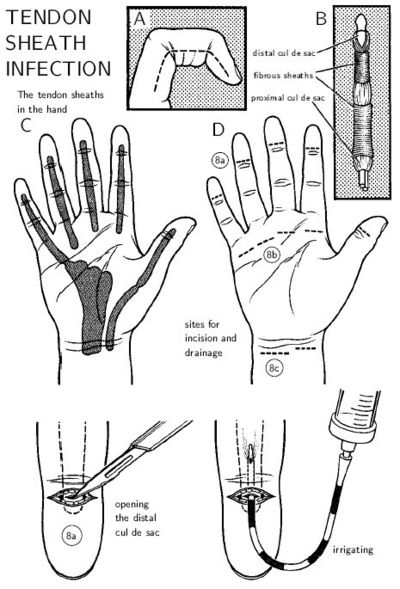 TENDON
SHEATH
INFECTION
The tendon sheaths
in the hand
A
B
distal cul de sac
fibrous sheaths
proximal cul de sac
C
D
8a
8b
sites for
incision and
drainage
8c
opening
the distal
cul de sac
8a
irrigating